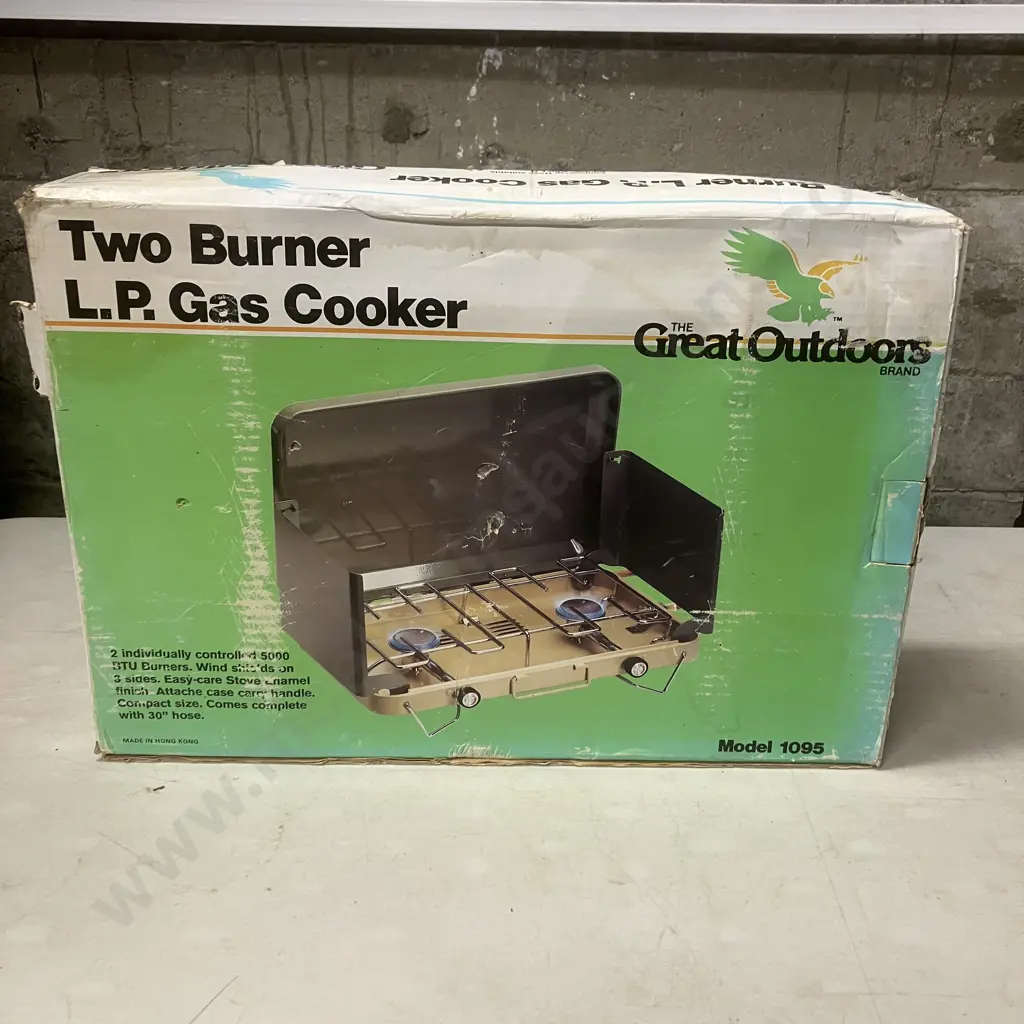 Burner L.P. Gas Cooker
Two Burner
L.P. Gas Cooker
THE
Great Outdoors™
BRAND
2 individually controlled 5000
BTU Burners. Wind shields on
3 sides. Easy-care Stove Enamel
finish. Attache case carry handle.
Compact size. Comes complete
with 30" hose.
MADE IN HONG KONG
Model 1095
www.